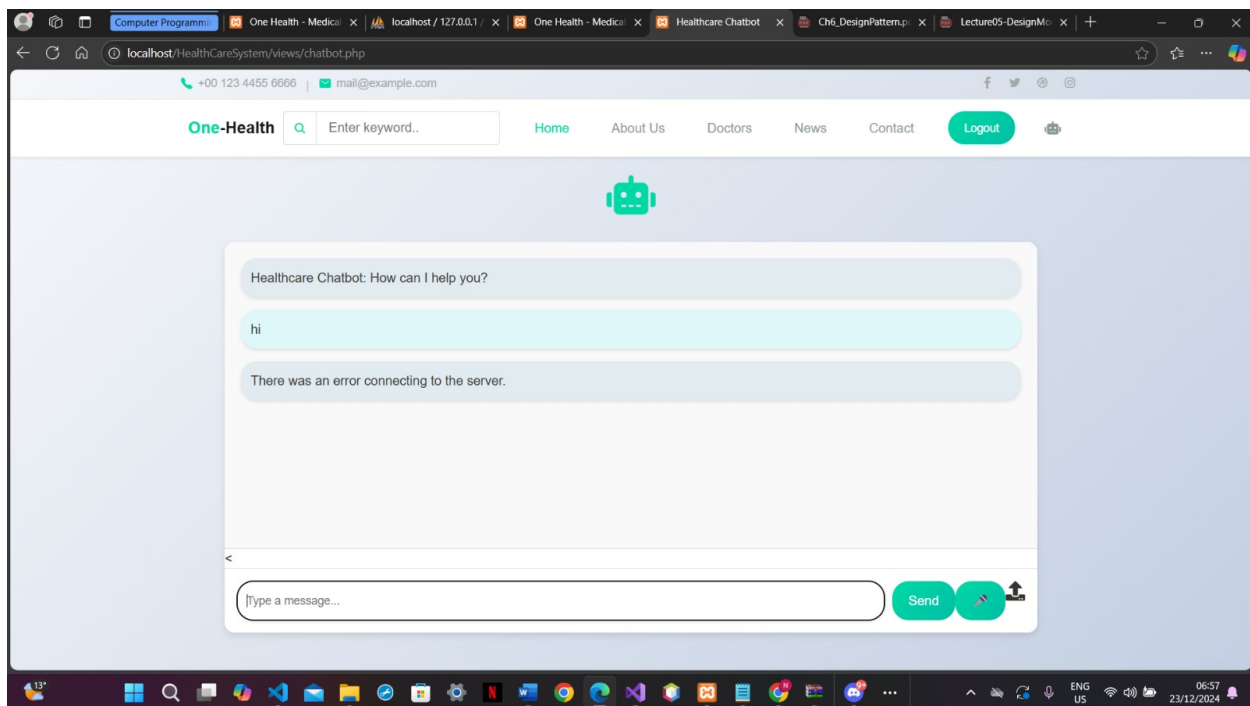 Computer Programmi
One Health - Medical
localhost / 127.0.0.1 /
One Health - Medical
Healthcare Chatbot
Ch6_DesignPattern.p
Lecture05-DesignMo
localhost/HealthCareSystem/views/chatbot.php
+00 123 4455 6666 | mail@example.com
One-Health
Enter keyword..
Home
About Us
Doctors
News
Contact
Logout
Healthcare Chatbot: How can I help you?
hi
There was an error connecting to the server.
<
Type a message...
Send
13°
ENG
US
06:57
23/12/2024